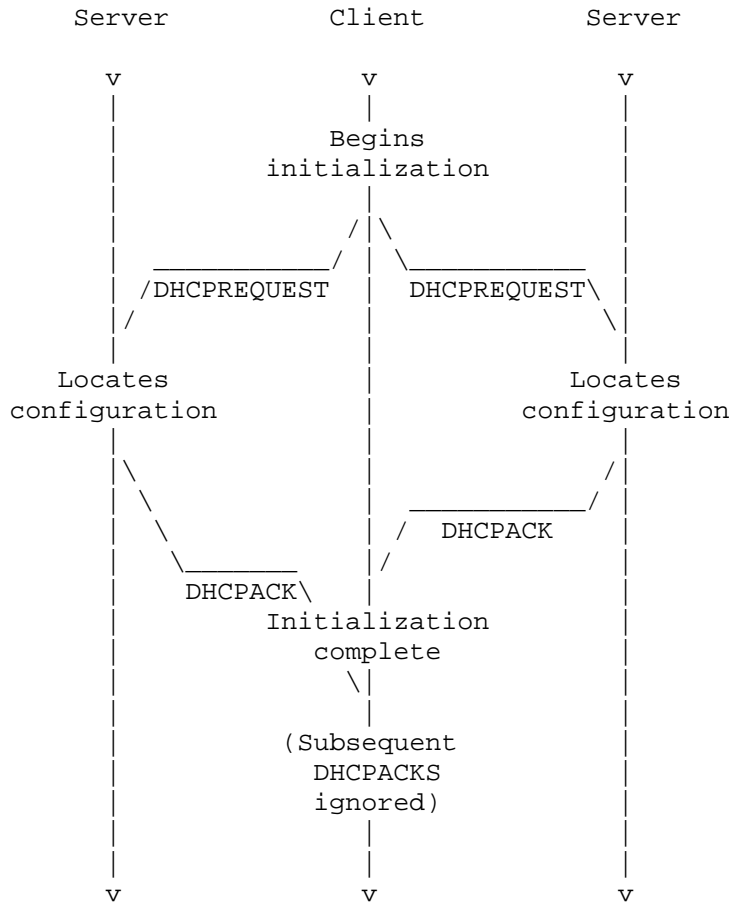 Server Client Server
v v v
Begins
initialization
DHCPREQUEST DHCPREQUEST
Locates Locates
configuration configuration
DHCPACK
DHCPACK
Initialization
complete
(Subsequent
DHCPACKS
ignored)
v v v